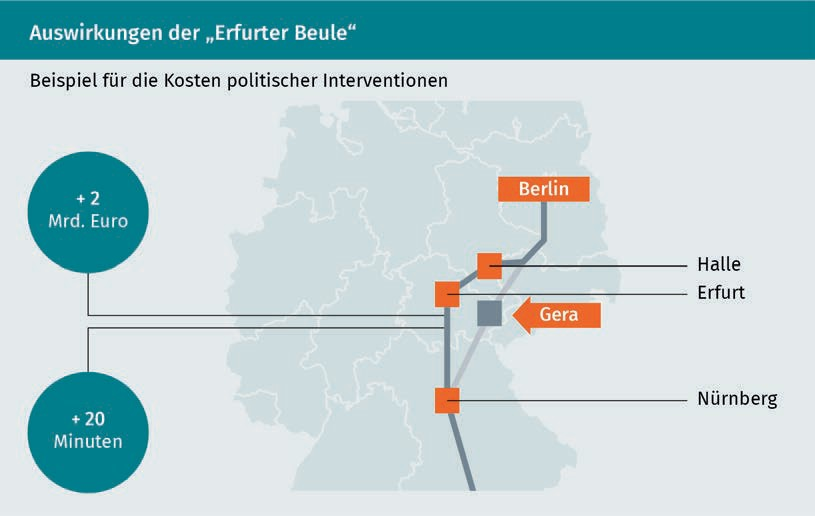 Auswirkungen der „Erfurter Beule“
Beispiel für die Kosten politischer Interventionen
+ 2
Mrd. Euro
Berlin
Halle
Erfurt
Gera
Nürnberg
+ 20
Minuten